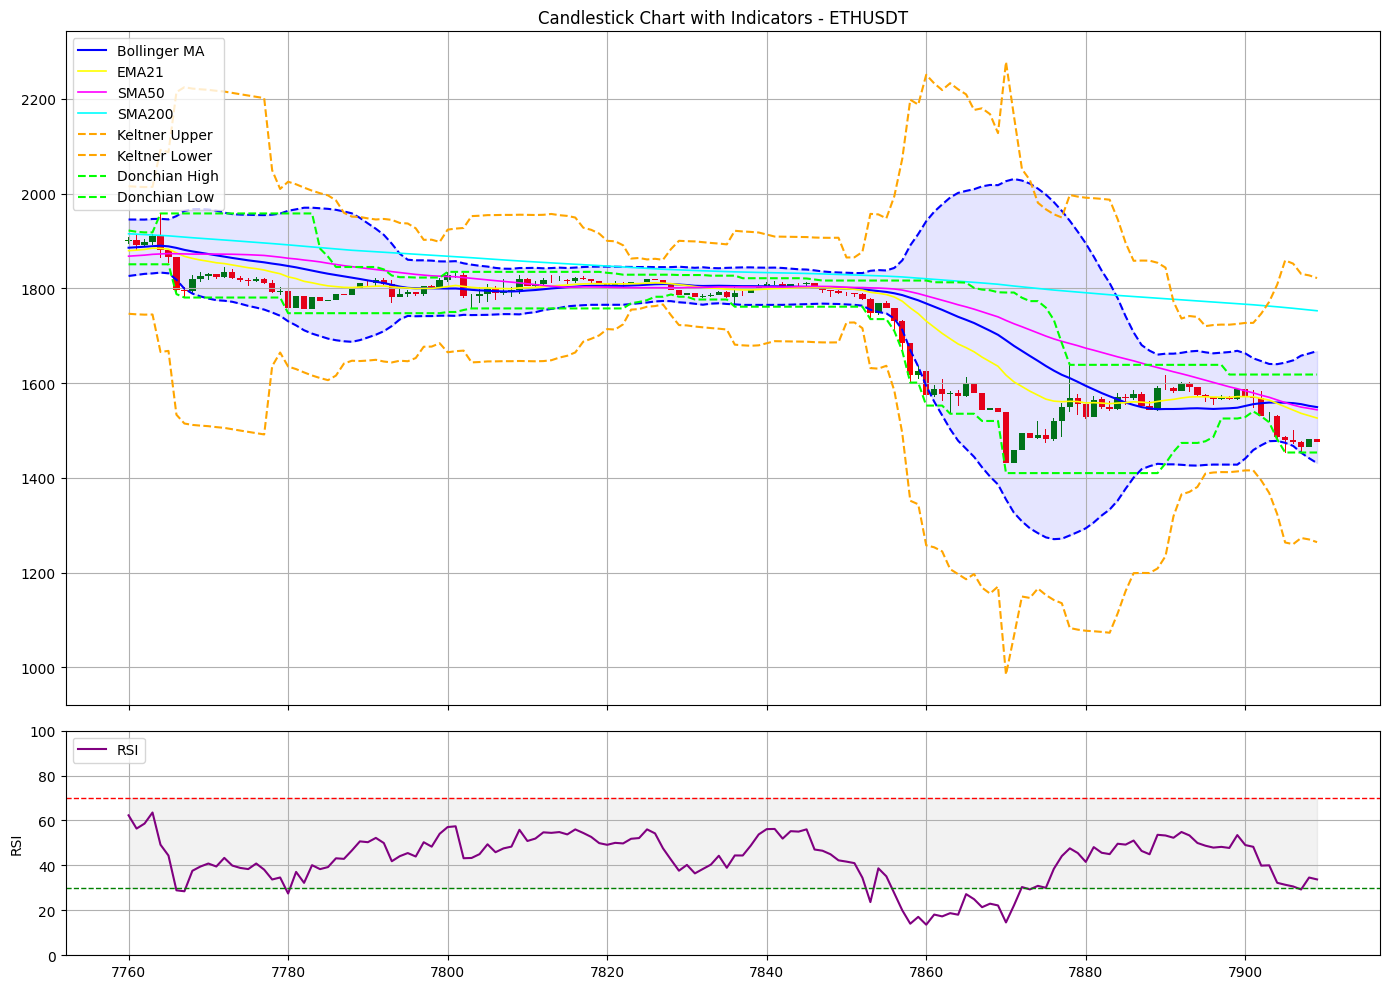 Candlestick Chart with Indicators - ETHUSDT
Bollinger MA
EMA21
SMA50
SMA200
Keltner Upper
Keltner Lower
Donchian High
Donchian Low
2200
2000
1800
1600
1400
1200
1000
RSI
100
80
60
40
20
0
RSI
7760 7780 7800 7820 7840 7860 7880 7900